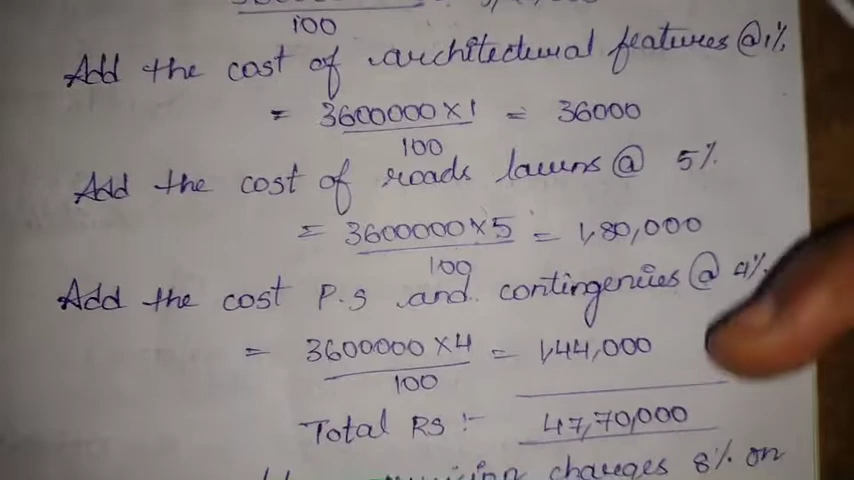 100
Add the cost of architectural features @ 1%
= 3600000 × 1 = 36000
100
Add the cost of roads lawns @ 5%
= 3600000 × 5 = 1,80,000
100
Add the cost P.S and contingencies @ 4%
= 3600000 × 4 = 1,44,000
100
Total RS :- 47,70,000
charges 8% on